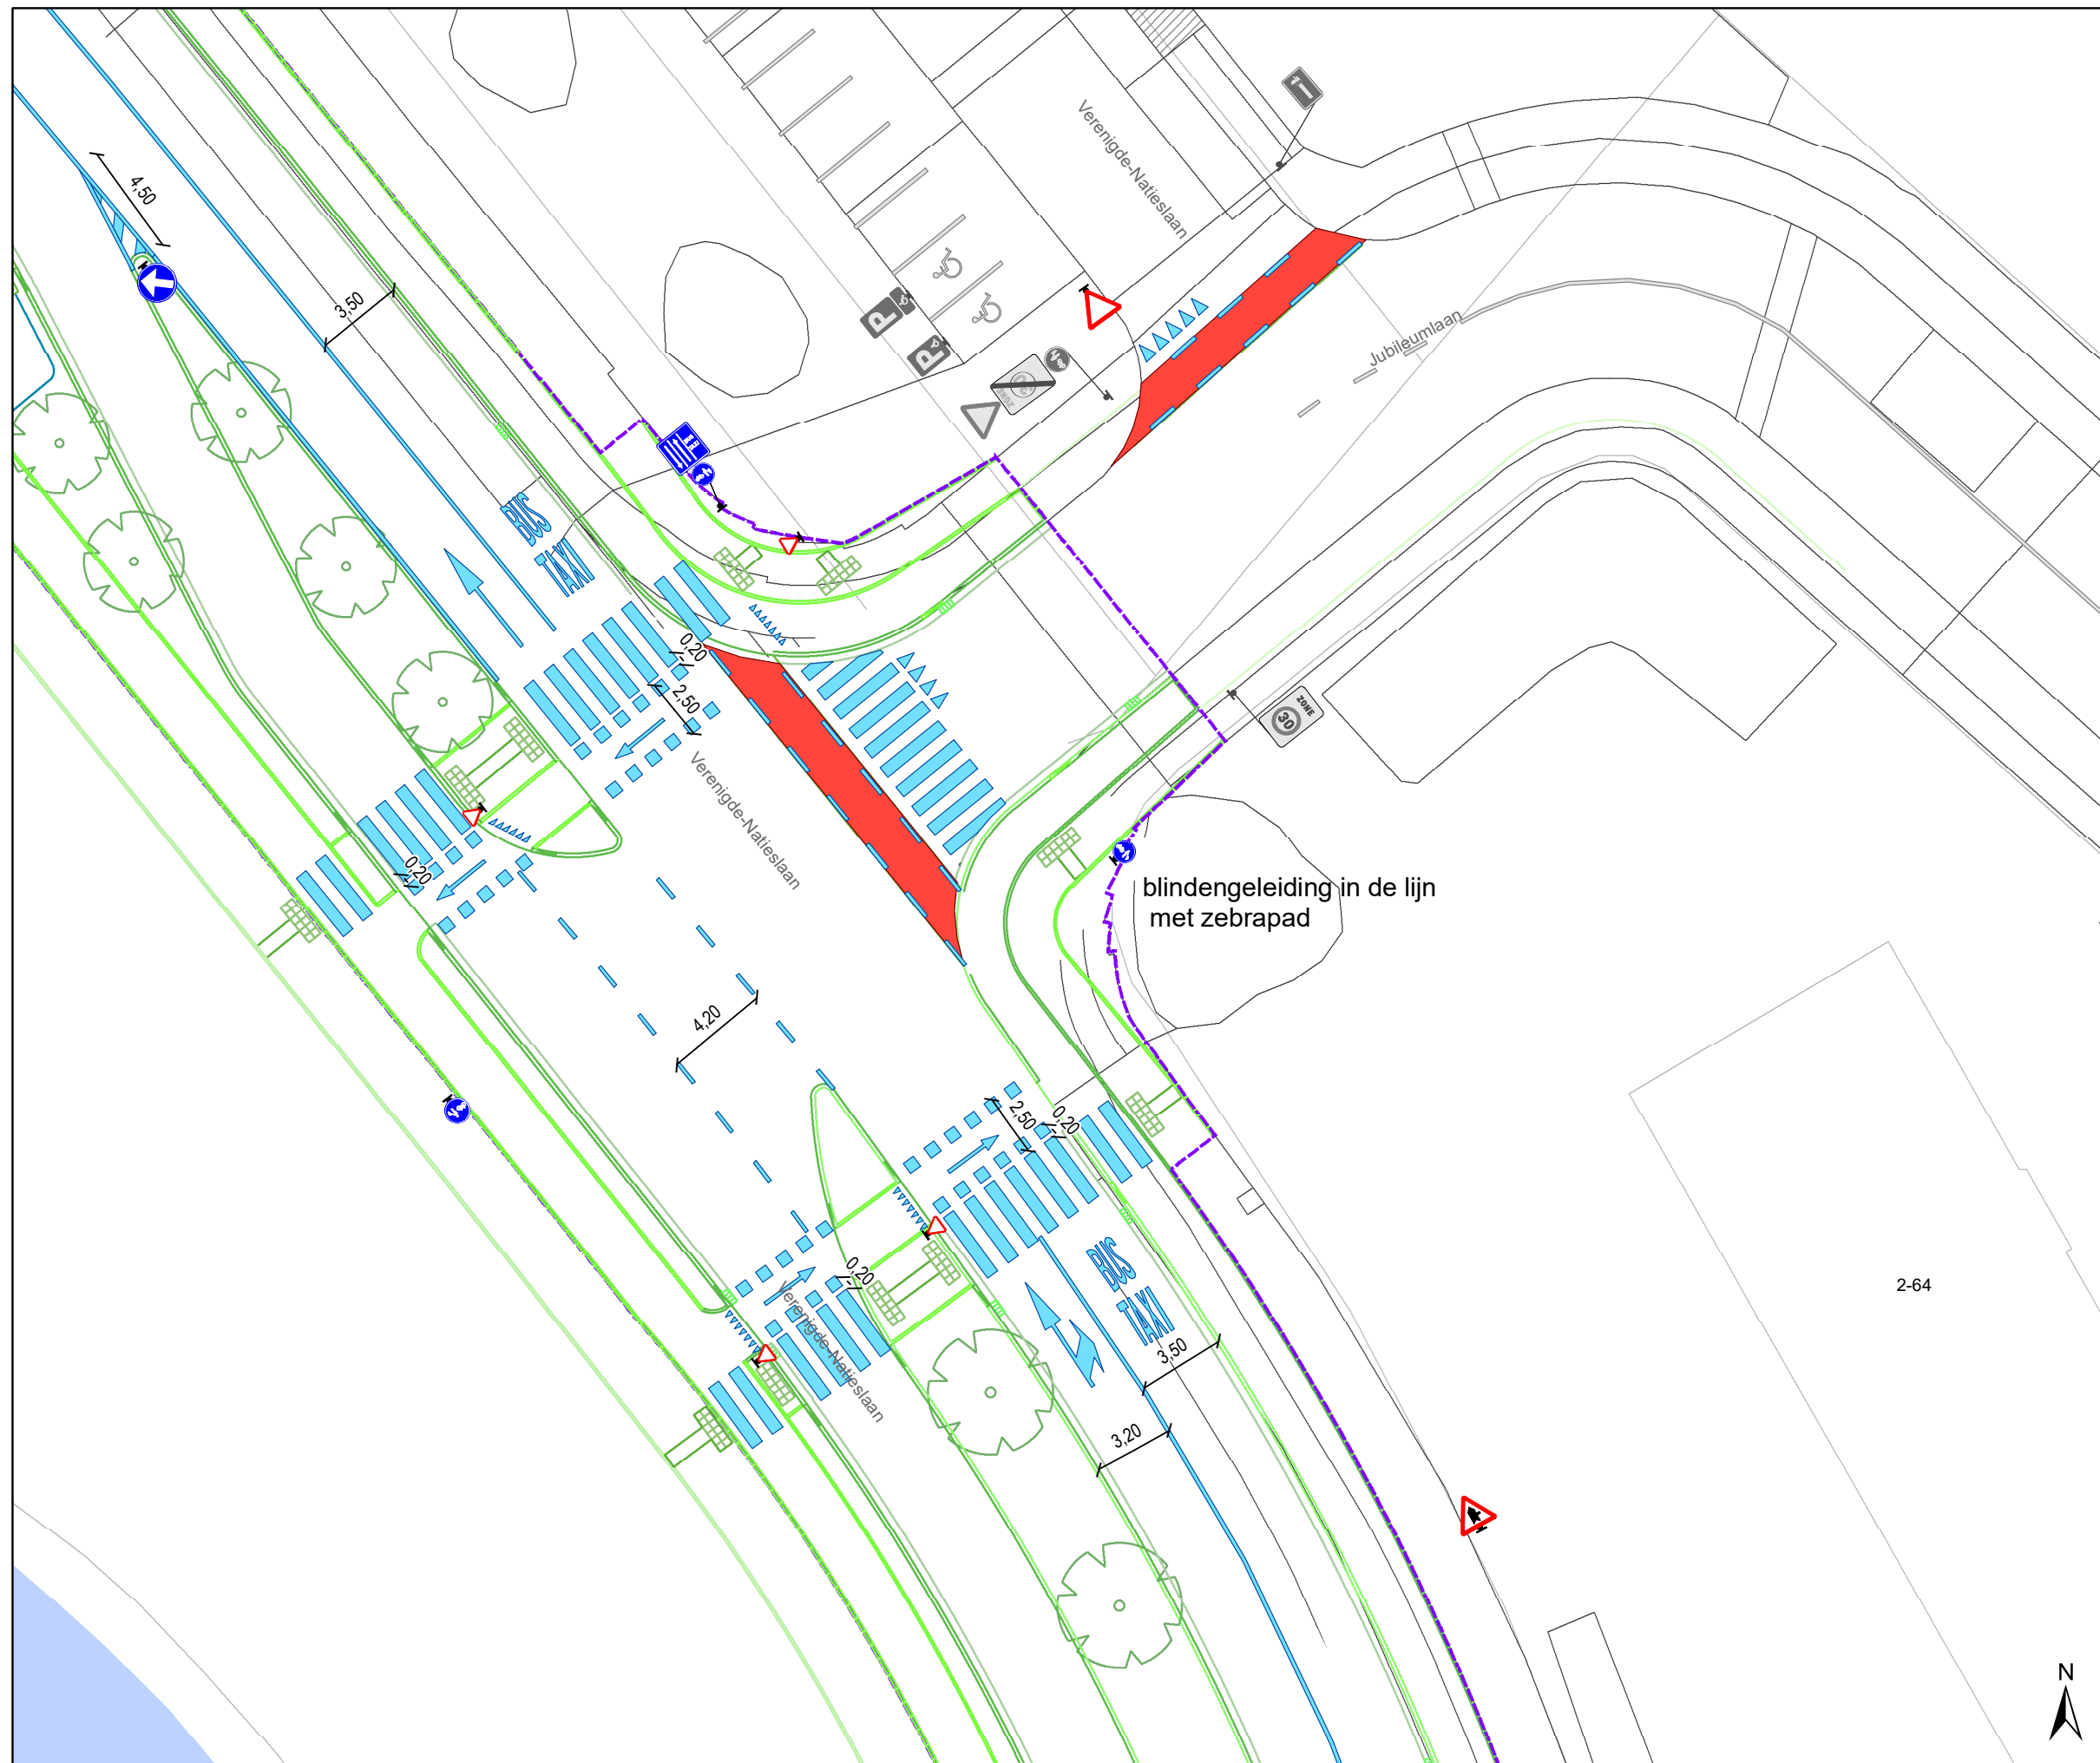 Verenigde-Natieslaan
4,50
3,50
P
P
Jubileumlaan
ZONE
30
BUS
TAXI
0,20
2,50
ZONE
30
Verenigde-Natieslaan
0,20
blindengeleiding in de lijn
met zebrapad
4,20
2,50
0,20
0,20
BUS
TAXI
Verenigde-Natieslaan
3,50
3,20
2-64
N